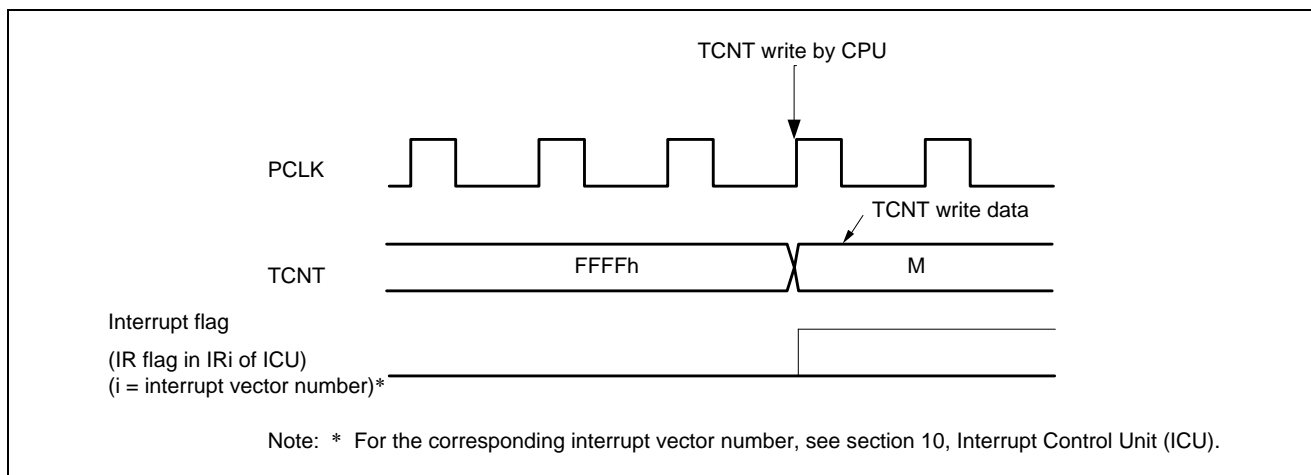 TCNT write by CPU
PCLK
TCNT write data
TCNT
FFFFh
M
Interrupt flag
(IR flag in IRi of ICU)
(i = interrupt vector number)*
Note: * For the corresponding interrupt vector number, see section 10, Interrupt Control Unit (ICU).